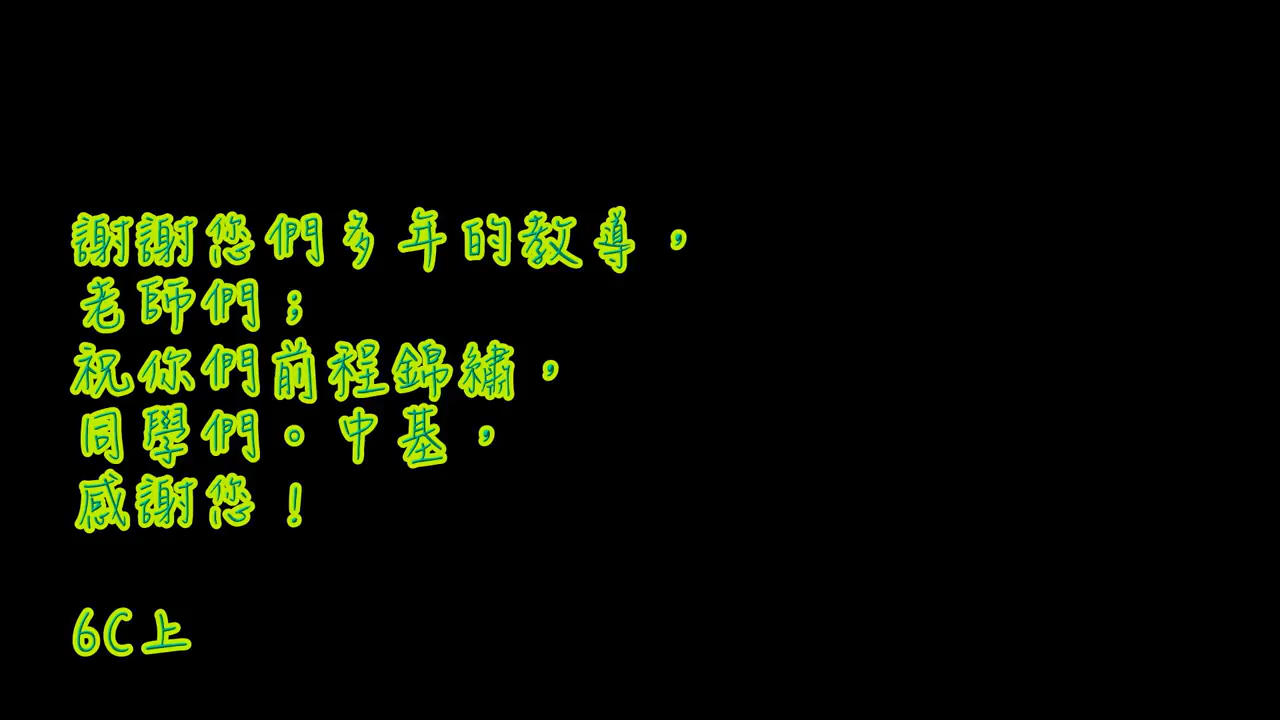 謝謝您們多年的教導，
老師們；
祝你們前程錦繡，
同學們。中基，
感謝您！
6C上